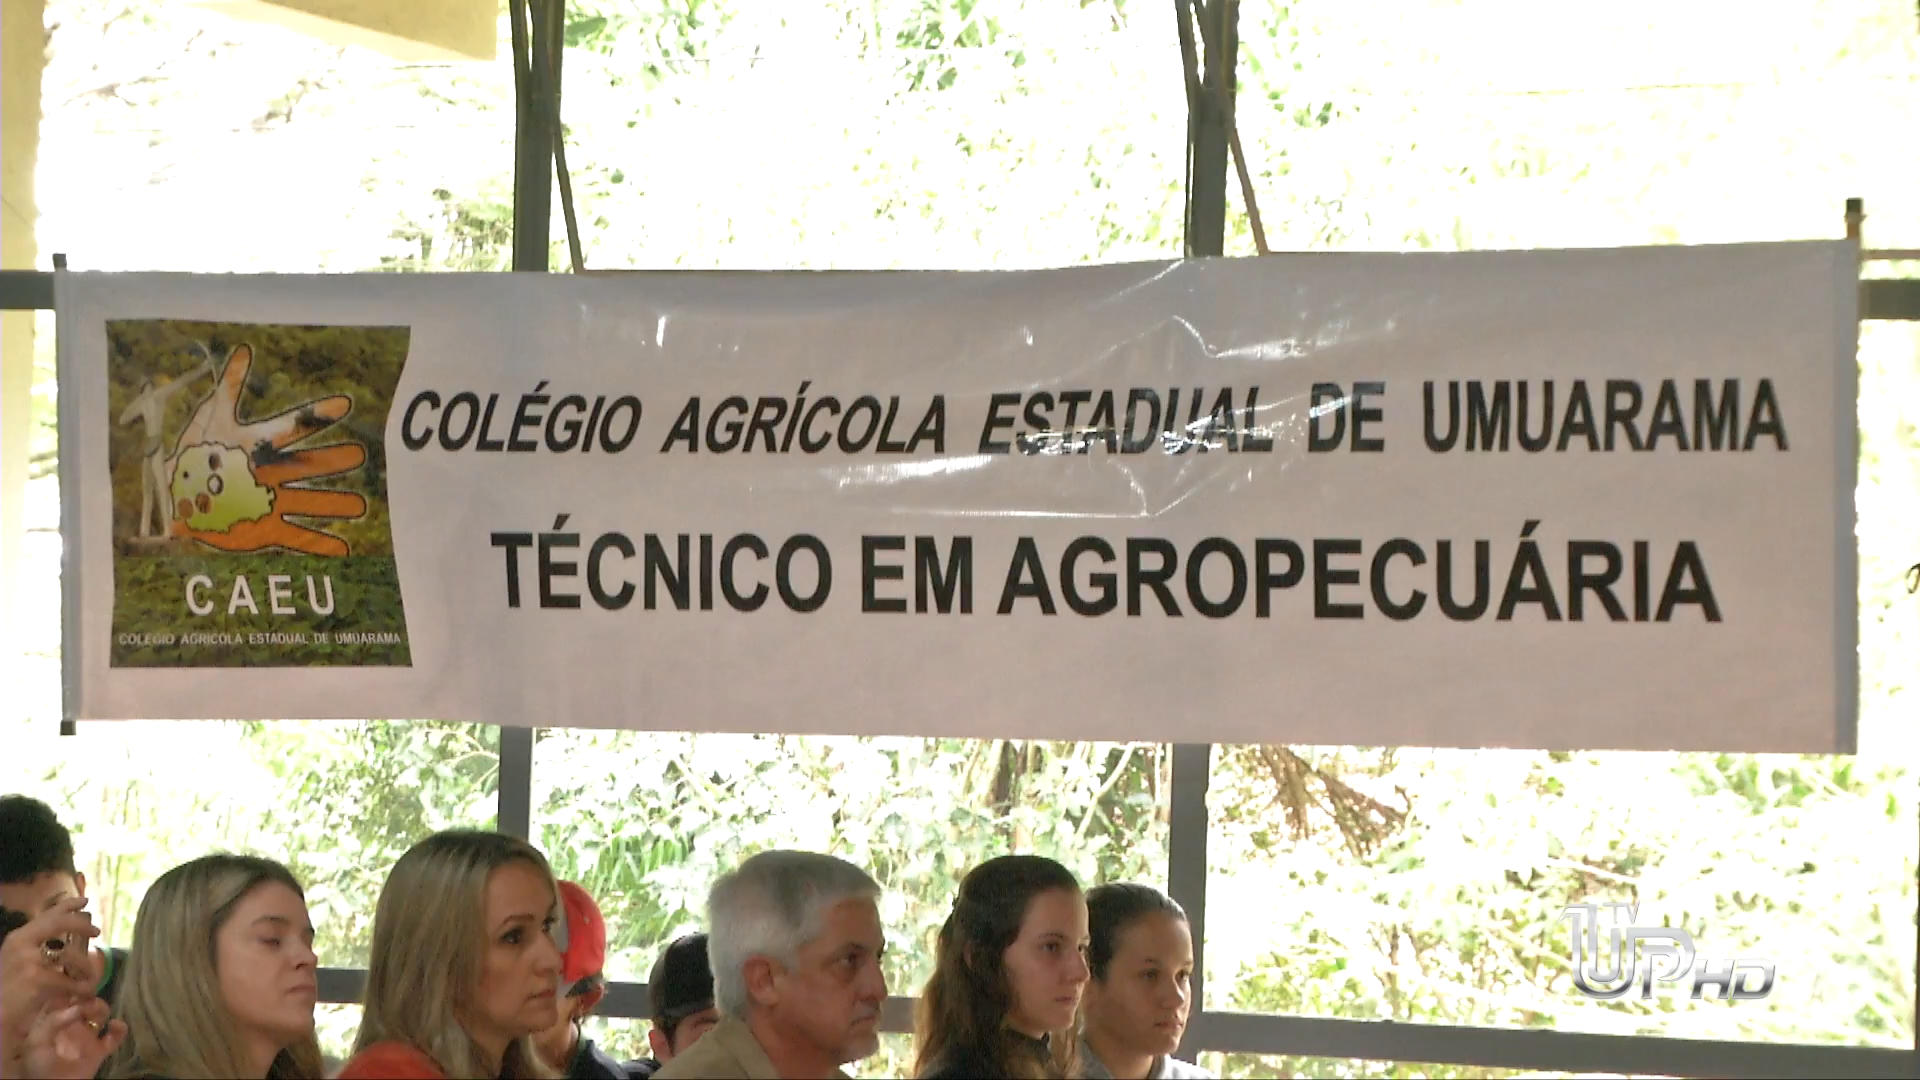 COLÉGIO AGRÍCOLA ESTADUAL DE UMUARAMA
TÉCNICO EM AGROPECUÁRIA
CAEU
COLÉGIO AGRÍCOLA ESTADUAL DE UMUARAMA
TV
UP HD